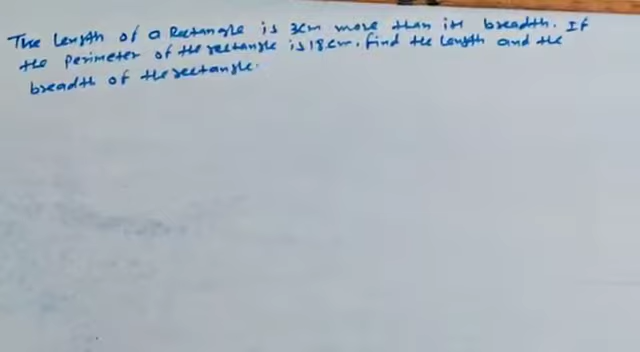 The Length of a Rectangle is 3cm more than its breadth. If
the Perimeter of the rectangle is 18cm. find the Length and the
breadth of the rectangle.